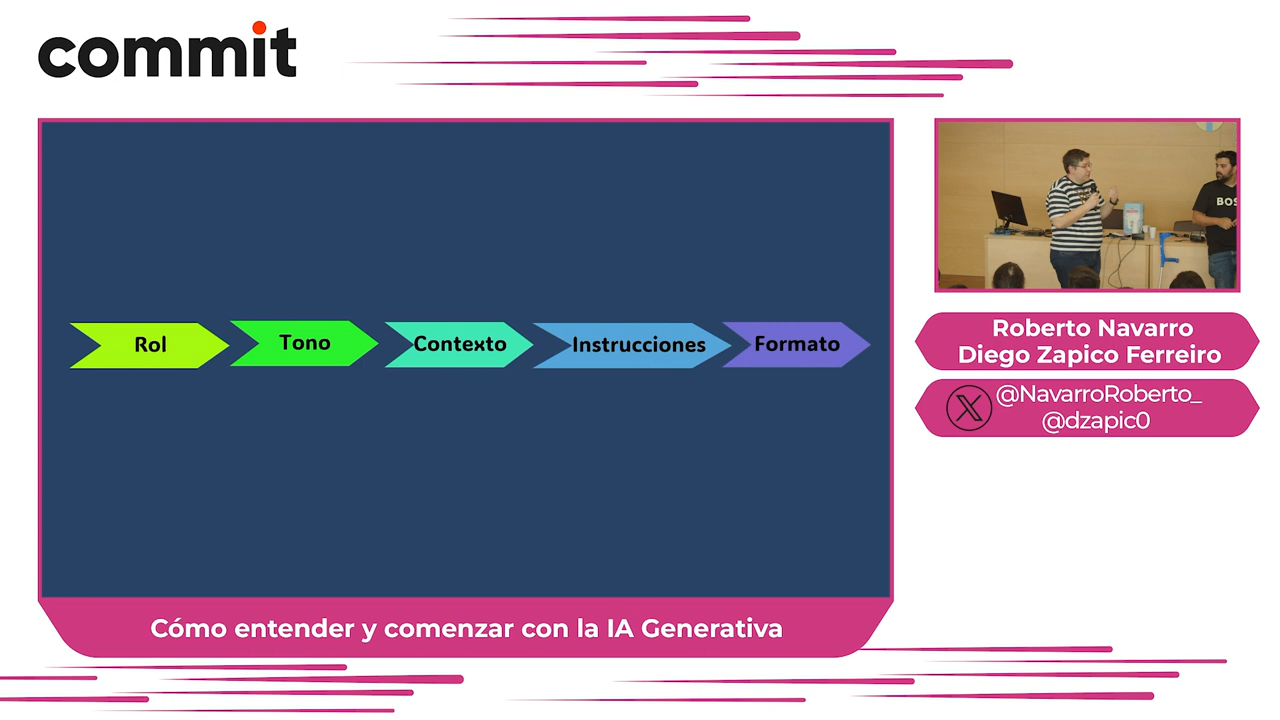 commit
Rol
Tono
Contexto
Instrucciones
Formato
Cómo entender y comenzar con la IA Generativa
BOS
Roberto Navarro
Diego Zapico Ferreiro
@NavarroRoberto_
@dzapic0